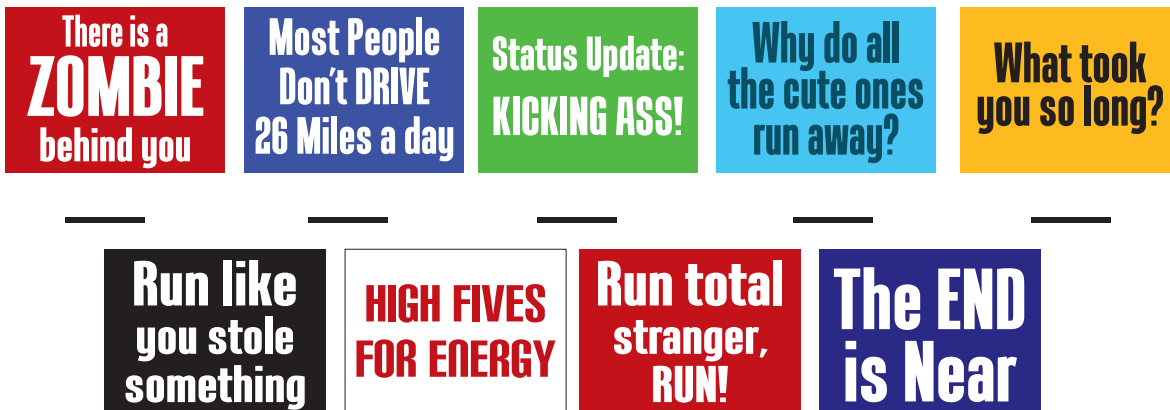 There is a
ZOMBIE
behind you
Most People
Don't DRIVE
26 Miles a day
Status Update:
KICKING ASS!
Why do all
the cute ones
run away?
What took
you so long?
Run like
you stole
something
HIGH FIVES
FOR ENERGY
Run total
stranger,
RUN!
The END
is Near